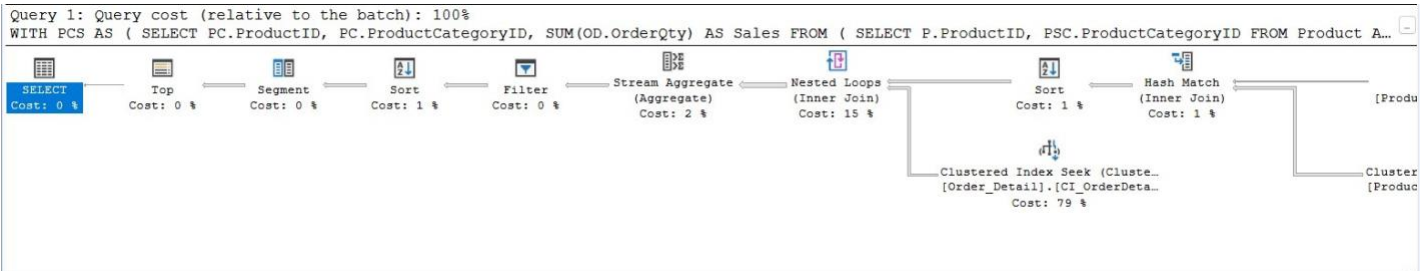 Query 1: Query cost (relative to the batch): 100%
WITH PCS AS ( SELECT PC.ProductID, PC.ProductCategoryID, SUM(OD.OrderQty) AS Sales FROM ( SELECT P.ProductID, PSC.ProductCategoryID FROM Product A…
SELECT
Cost: 0 %
Top
Cost: 0 %
Segment
Cost: 0 %
Sort
Cost: 1 %
Filter
Cost: 0 %
Stream Aggregate
(Aggregate)
Cost: 2 %
Nested Loops
(Inner Join)
Cost: 15 %
Sort
Cost: 1 %
Hash Match
(Inner Join)
Cost: 1 %
[Produ
Clustered Index Seek (Cluste…
[Order_Detail].[CI_OrderDeta…
Cost: 79 %
Cluster
[Produc